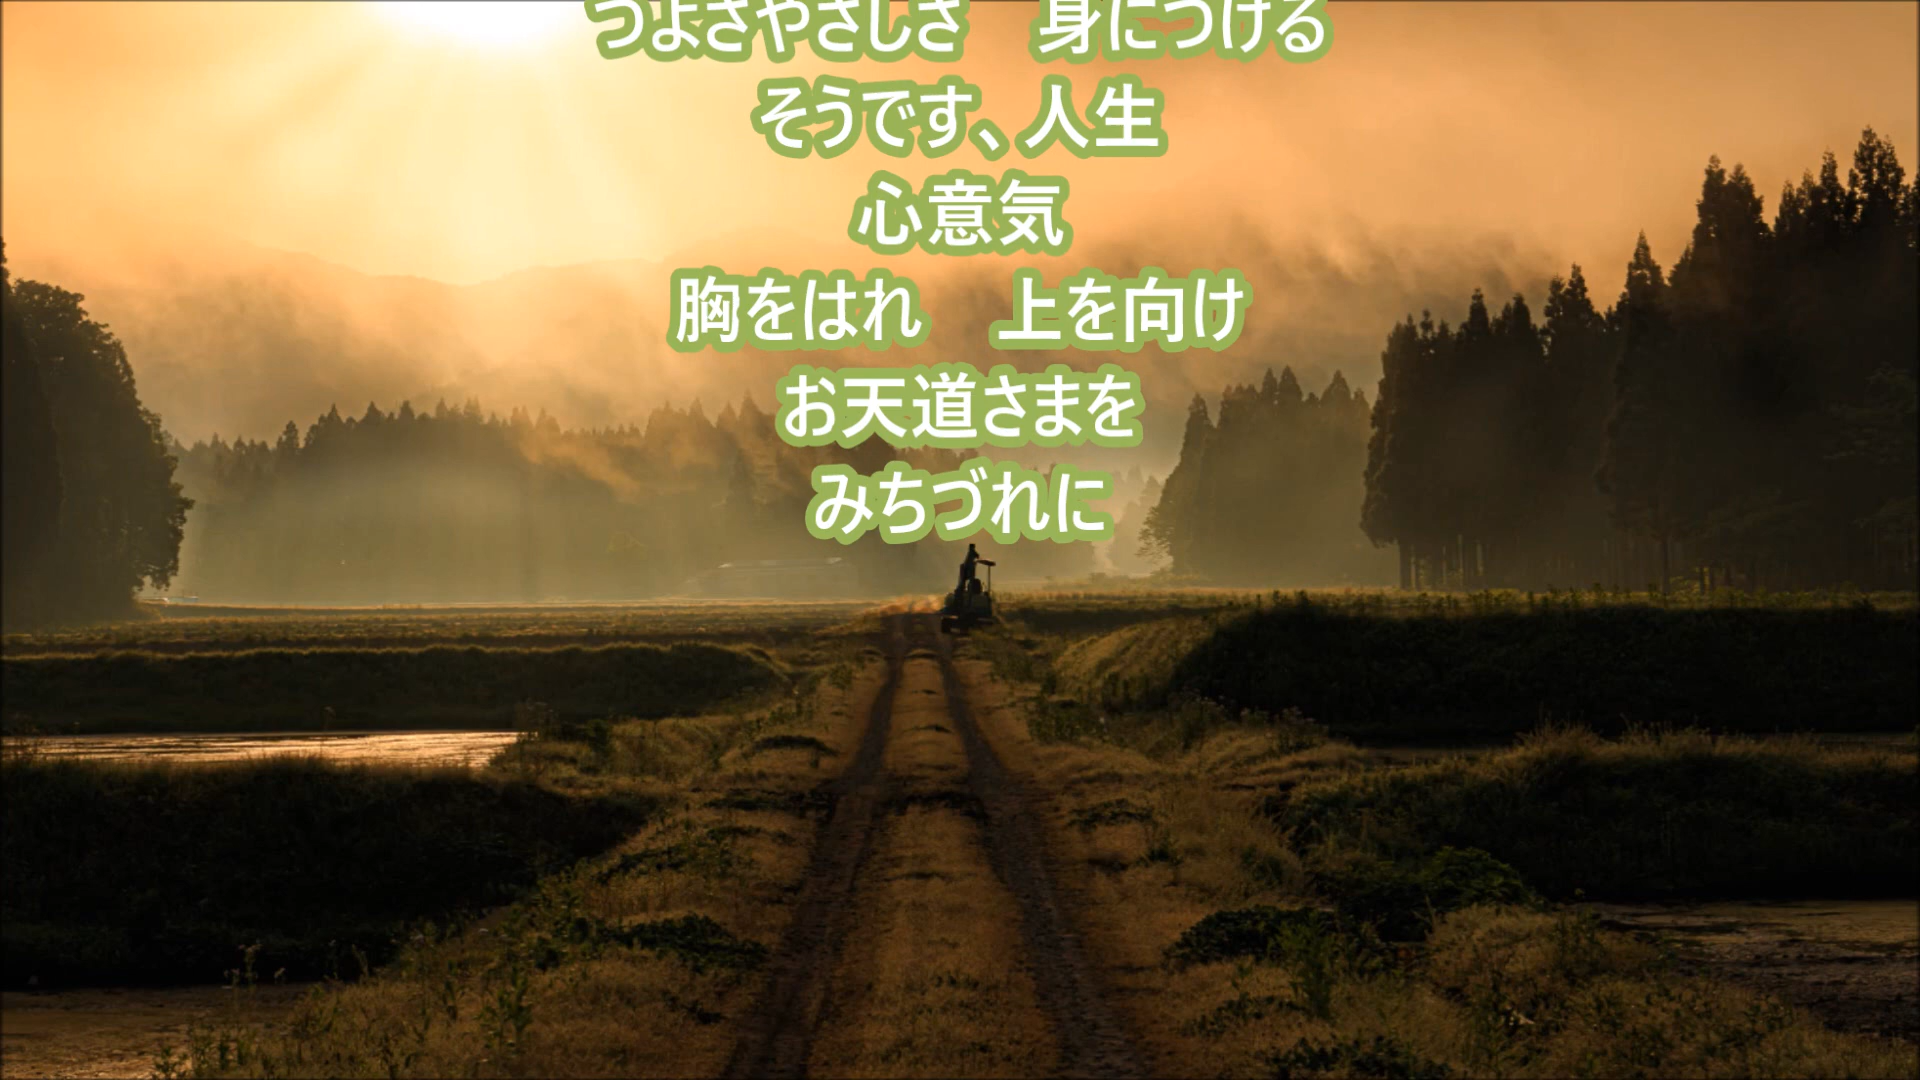 つよさやさしさ　身につける
そうです、人生
心意気
胸をはれ　上を向け
お天道さまを
みちづれに